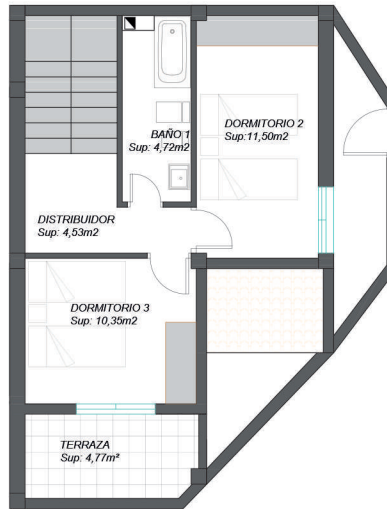 BAÑO 1
Sup: 4,72m2
DORMITORIO 2
Sup:11,50m2
DISTRIBUIDOR
Sup: 4,53m2
DORMITORIO 3
Sup: 10,35m2
TERRAZA
Sup: 4,77m²